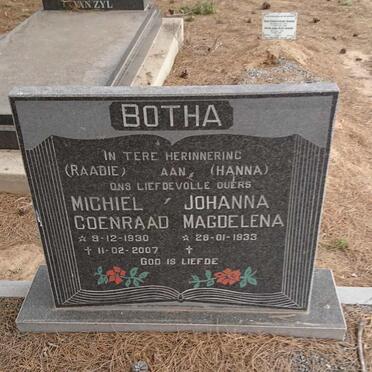 VAN ZYL
BOTHA
IN TERE HERINNERING
(RAADIE) AAN (HANNA)
ONS LIEFDEVOLLE OUERS
MICHIEL JOHANNA
COENRAAD MAGDELENA
☆ 9-12-1930 ☆ 28-01-1933
† 11-02-2007 †
GOD IS LIEFDE